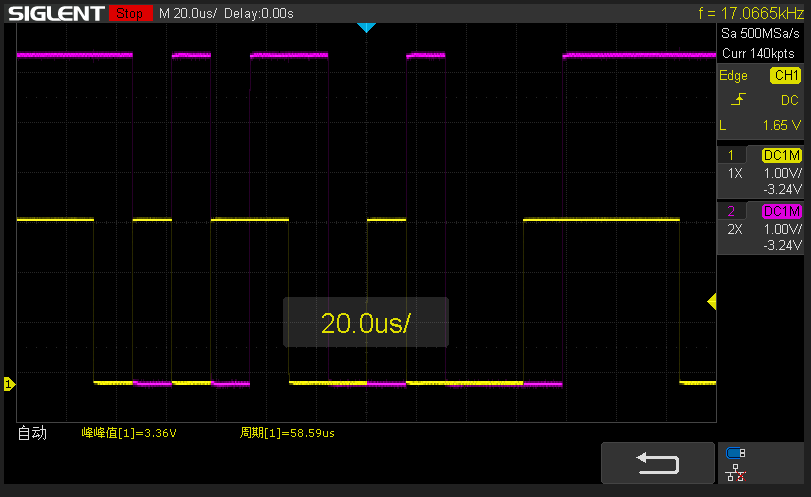 SIGLENT Stop M 20.0us/ Delay:0.00s f = 17.0665kHz
Sa 500MSa/s
Curr 140kpts
Edge CH1
DC
L 1.65 V
1 DC1M
1X 1.00V/
-3.24V
2 DC1M
2X 1.00V/
-3.24V
20.0us/
1
自动 峰峰值[1]=3.36V 周期[1]=58.59us